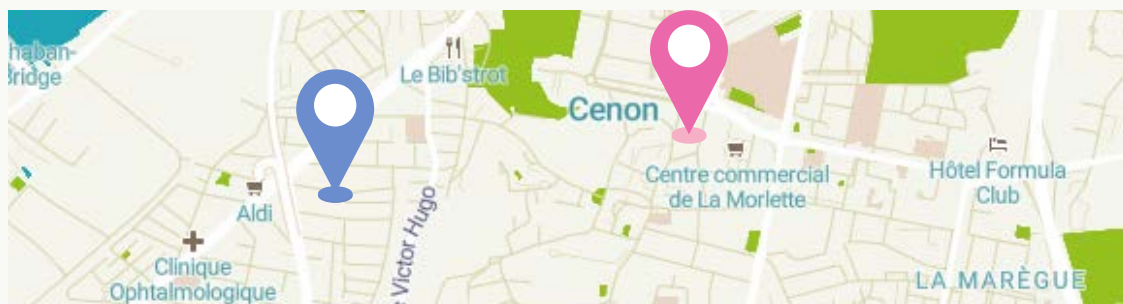 haban-
Bridge
Le Bib'strot
Cenon
Aldi
Victor Hugo
Clinique
Ophtalmologique
Centre commercial
de La Morlette
Hôtel Formula
Club
LA MARÈGUE